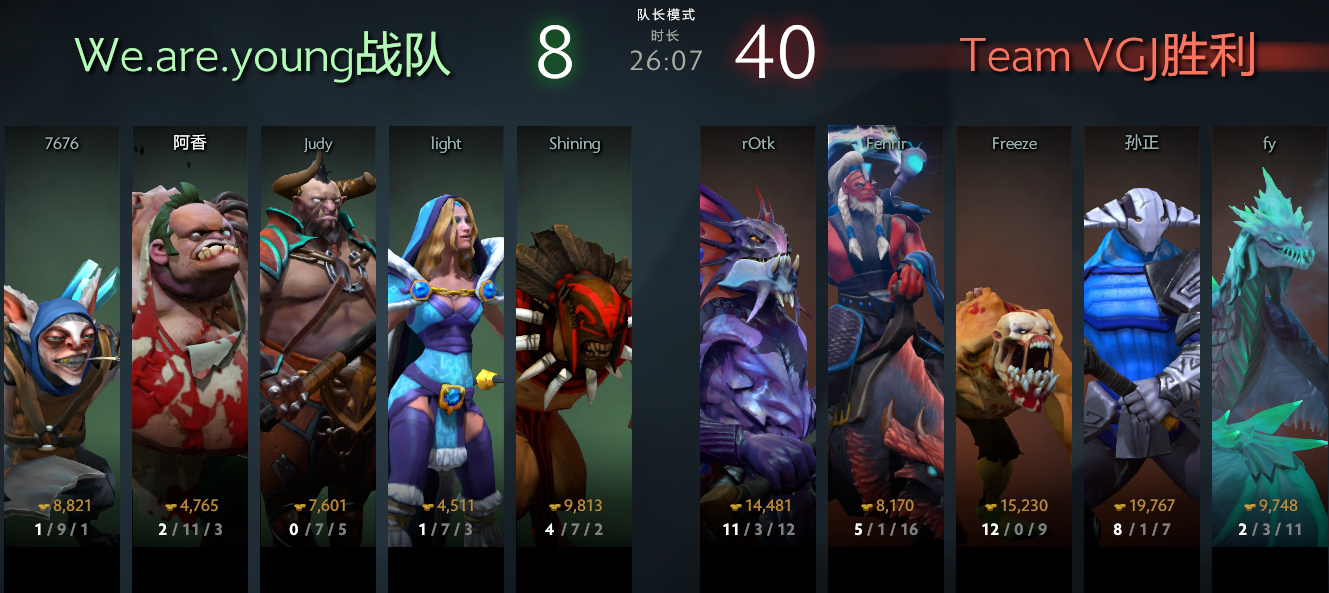 We.are.young战队
8
队长模式
时长
26:07
40
Team VGJ胜利
7676
阿香
Judy
light
Shining
rOtk
Fenrir
Freeze
孙正
fy
8,821
4,765
7,601
4,511
9,813
14,481
8,170
15,230
19,767
9,748
1 / 9 / 1
2 / 11 / 3
0 / 7 / 5
1 / 7 / 3
4 / 7 / 2
11 / 3 / 12
5 / 1 / 16
12 / 0 / 9
8 / 1 / 7
2 / 3 / 11